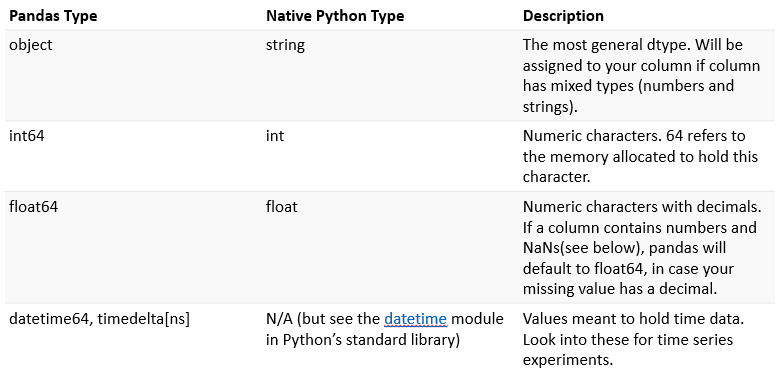 Pandas Type Native Python Type Description
object string The most general dtype. Will be
assigned to your column if column
has mixed types (numbers and
strings).
int64 int Numeric characters. 64 refers to
the memory allocated to hold this
character.
float64 float Numeric characters with decimals.
If a column contains numbers and
NaNs(see below), pandas will
default to float64, in case your
missing value has a decimal.
datetime64, timedelta[ns] N/A (but see the datetime module Values meant to hold time data.
in Python’s standard library) Look into these for time series
experiments.